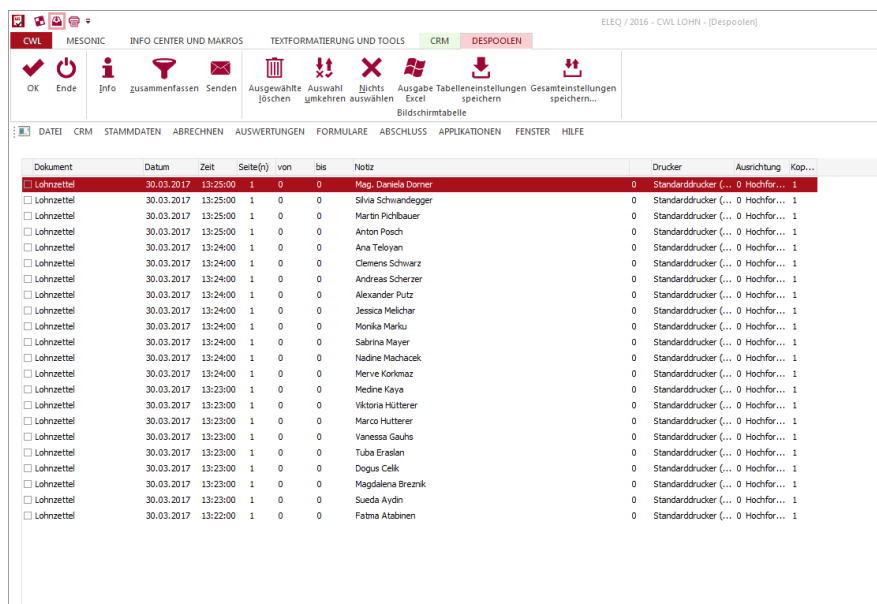 ELEQ / 2016 - CWL LOHN - [Despoolen]
CWL MESONIC INFO CENTER UND MAKROS TEXTFORMATIERUNG UND TOOLS CRM DESPOOLEN
OK Ende Info zusammenfassen Senden Ausgewählte Auswahl Nichts Ausgabe Tabelleneinstellungen Gesamteinstellungen
löschen umkehren auswählen Excel speichern speichern...
Bildschirmtabelle
DATEI CRM STAMMDATEN ABRECHNEN AUSWERTUNGEN FORMULARE ABSCHLUSS APPLIKATIONEN FENSTER HILFE
Dokument Datum Zeit Seite(n) von bis Notiz Drucker Ausrichtung Kop...
Lohnzettel 30.03.2017 13:25:00 1 0 0 Mag. Daniela Dorner 0 Standarddrucker (... 0 Hochfor... 1
Lohnzettel 30.03.2017 13:25:00 1 0 0 Silvia Schwandegger 0 Standarddrucker (... 0 Hochfor... 1
Lohnzettel 30.03.2017 13:25:00 1 0 0 Martin Pichlbauer 0 Standarddrucker (... 0 Hochfor... 1
Lohnzettel 30.03.2017 13:25:00 1 0 0 Anton Posch 0 Standarddrucker (... 0 Hochfor... 1
Lohnzettel 30.03.2017 13:24:00 1 0 0 Ana Teloyan 0 Standarddrucker (... 0 Hochfor... 1
Lohnzettel 30.03.2017 13:24:00 1 0 0 Clemens Schwarz 0 Standarddrucker (... 0 Hochfor... 1
Lohnzettel 30.03.2017 13:24:00 1 0 0 Andreas Scherzer 0 Standarddrucker (... 0 Hochfor... 1
Lohnzettel 30.03.2017 13:24:00 1 0 0 Alexander Putz 0 Standarddrucker (... 0 Hochfor... 1
Lohnzettel 30.03.2017 13:24:00 1 0 0 Jessica Melichar 0 Standarddrucker (... 0 Hochfor... 1
Lohnzettel 30.03.2017 13:24:00 1 0 0 Monika Marku 0 Standarddrucker (... 0 Hochfor... 1
Lohnzettel 30.03.2017 13:24:00 1 0 0 Sabrina Mayer 0 Standarddrucker (... 0 Hochfor... 1
Lohnzettel 30.03.2017 13:24:00 1 0 0 Nadine Machacek 0 Standarddrucker (... 0 Hochfor... 1
Lohnzettel 30.03.2017 13:24:00 1 0 0 Merve Korkmaz 0 Standarddrucker (... 0 Hochfor... 1
Lohnzettel 30.03.2017 13:23:00 1 0 0 Medine Kaya 0 Standarddrucker (... 0 Hochfor... 1
Lohnzettel 30.03.2017 13:23:00 1 0 0 Viktoria Hütterer 0 Standarddrucker (... 0 Hochfor... 1
Lohnzettel 30.03.2017 13:23:00 1 0 0 Marco Hutterer 0 Standarddrucker (... 0 Hochfor... 1
Lohnzettel 30.03.2017 13:23:00 1 0 0 Vanessa Gauhs 0 Standarddrucker (... 0 Hochfor... 1
Lohnzettel 30.03.2017 13:23:00 1 0 0 Tuba Eraslan 0 Standarddrucker (... 0 Hochfor... 1
Lohnzettel 30.03.2017 13:23:00 1 0 0 Dogus Celik 0 Standarddrucker (... 0 Hochfor... 1
Lohnzettel 30.03.2017 13:23:00 1 0 0 Magdalena Breznik 0 Standarddrucker (... 0 Hochfor... 1
Lohnzettel 30.03.2017 13:23:00 1 0 0 Sueda Aydin 0 Standarddrucker (... 0 Hochfor... 1
Lohnzettel 30.03.2017 13:22:00 1 0 0 Fatma Atabinen 0 Standarddrucker (... 0 Hochfor... 1